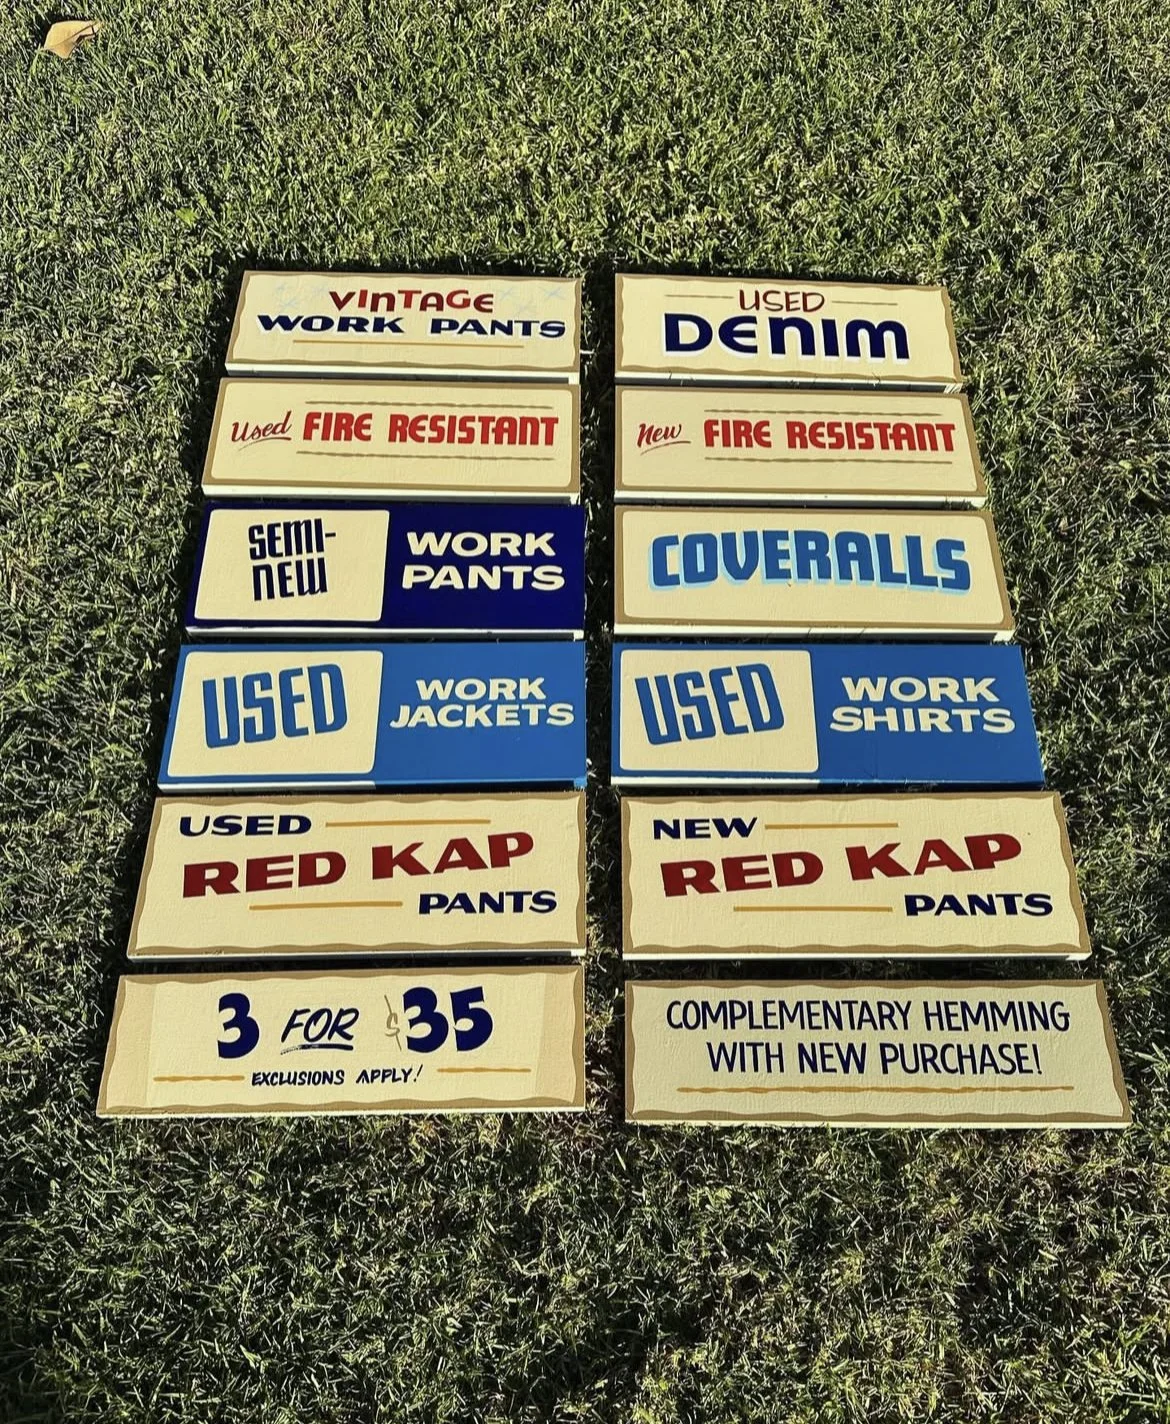 VINTAGE
WORK PANTS
USED
DENIM
Used FIRE RESISTANT
New FIRE RESISTANT
SEMI-
NEW
WORK
PANTS
COVERALLS
USED
WORK
JACKETS
USED
WORK
SHIRTS
USED
RED KAP
PANTS
NEW
RED KAP
PANTS
3 FOR $35
EXCLUSIONS APPLY!
COMPLEMENTARY HEMMING
WITH NEW PURCHASE!